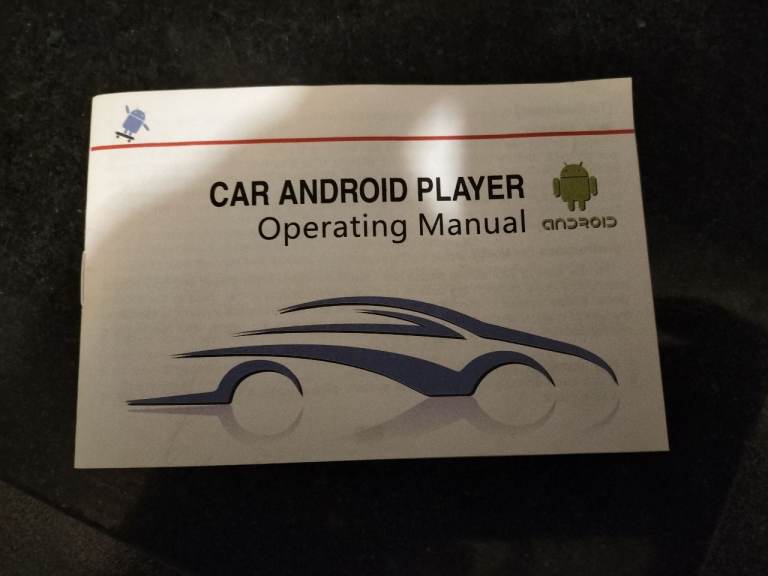 CAR ANDROID PLAYER
Operating Manual
ANDROID